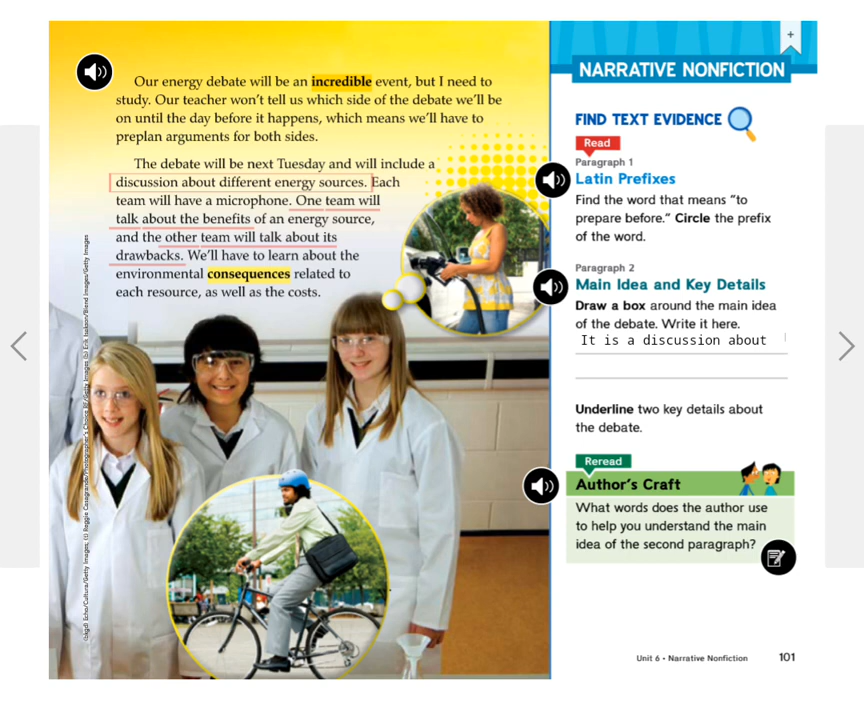 Our energy debate will be an incredible event, but I need to
study. Our teacher won't tell us which side of the debate we'll be
on until the day before it happens, which means we'll have to
preplan arguments for both sides.
The debate will be next Tuesday and will include a
discussion about different energy sources. Each
team will have a microphone. One team will
talk about the benefits of an energy source,
and the other team will talk about its
drawbacks. We'll have to learn about the
environmental consequences related to
each resource, as well as the costs.
+
NARRATIVE NONFICTION
FIND TEXT EVIDENCE
Read
Paragraph 1
Latin Prefixes
Find the word that means "to
prepare before." Circle the prefix
of the word.
Paragraph 2
Main Idea and Key Details
Draw a box around the main idea
of the debate. Write it here.
It is a discussion about
Underline two key details about
the debate.
Reread
Author's Craft
What words does the author use
to help you understand the main
idea of the second paragraph?
Unit 6 • Narrative Nonfiction 101